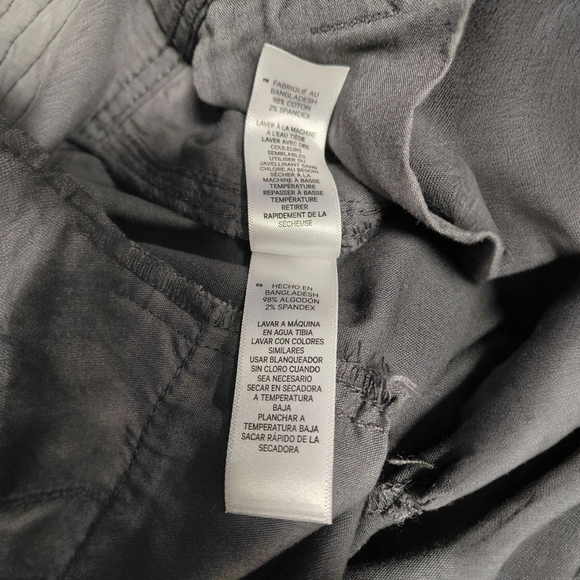 FR FABRIQUÉ AU
BANGLADESH
98% COTON
2% SPANDEX
LAVER À LA MACHINE
À L'EAU TIÈDE
LAVER AVEC DES
COULEURS
SEMBLABLES
UTILISER DU
JAVELLISANT SANS
CHLORE AU BESOIN
SÉCHER À LA
MACHINE À BASSE
TEMPÉRATURE
REPASSER À BASSE
TEMPÉRATURE
RETIRER
RAPIDEMENT DE LA
SÉCHEUSE
ES HECHO EN
BANGLADESH
98% ALGODÓN
2% SPANDEX
LAVAR A MÁQUINA
EN AGUA TIBIA
LAVAR CON COLORES
SIMILARES
USAR BLANQUEADOR
SIN CLORO CUANDO
SEA NECESARIO
SECAR EN SECADORA
A TEMPERATURA
BAJA
PLANCHAR A
TEMPERATURA BAJA
SACAR RÁPIDO DE LA
SECADORA